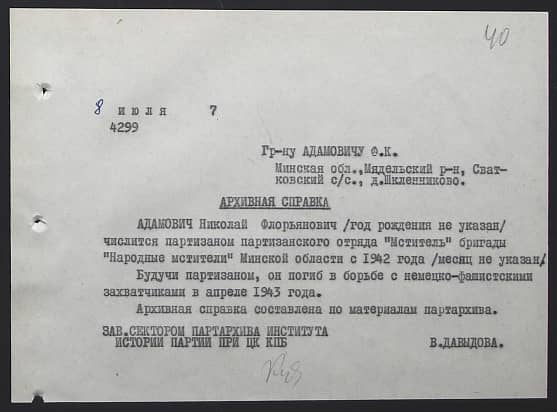 40
8 июля 7
4299
Гр-цу АДАМОВИЧУ Ф.К.
Минская обл.,Мядельский р-н, Сват-
ковский с/с., д.Шкленниково.
АРХИВНАЯ СПРАВКА
АДАМОВИЧ Николай Флорьянович /год рождения не указан/
числится партизаном партизанского отряда "Мститель" бригады
"Народные мстители" Минской области с 1942 года /месяц не указан/
Будучи партизаном, он погиб в борьбе с немецко-фашистскими
захватчиками в апреле 1943 года.
Архивная справка составлена по материалам партархива.
ЗАВ.СЕКТОРОМ ПАРТАРХИВА ИНСТИТУТА
ИСТОРИИ ПАРТИИ ПРИ ЦК КПБ В.ДАВЫДОВА.